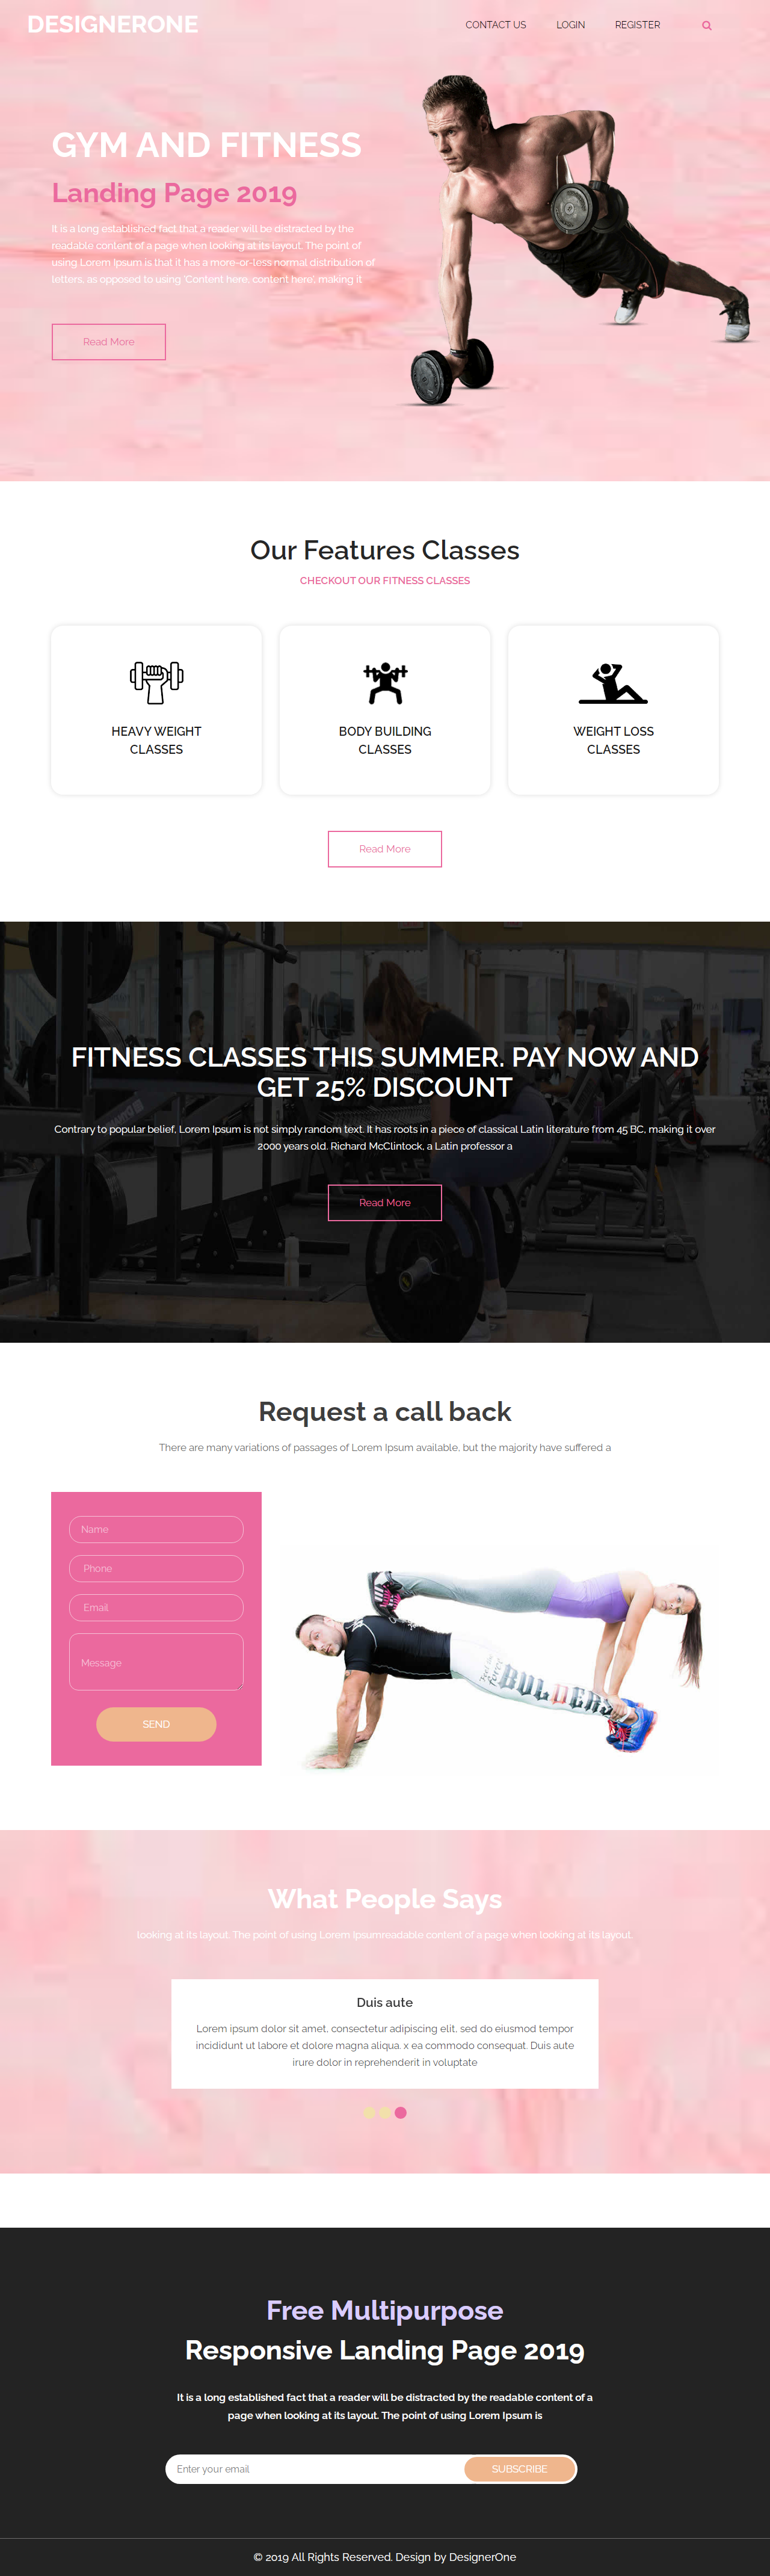 DESIGNERONE
CONTACT US
LOGIN
REGISTER
GYM AND FITNESS
Landing Page 2019
It is a long established fact that a reader will be distracted by the
readable content of a page when looking at its layout. The point of
using Lorem Ipsum is that it has a more-or-less normal distribution of
letters, as opposed to using 'Content here, content here', making it
Read More
Our Features Classes
CHECKOUT OUR FITNESS CLASSES
HEAVY WEIGHT
CLASSES
BODY BUILDING
CLASSES
WEIGHT LOSS
CLASSES
Read More
FITNESS CLASSES THIS SUMMER. PAY NOW AND
GET 25% DISCOUNT
Contrary to popular belief, Lorem Ipsum is not simply random text. It has roots in a piece of classical Latin literature from 45 BC, making it over
2000 years old. Richard McClintock, a Latin professor a
Read More
Request a call back
There are many variations of passages of Lorem Ipsum available, but the majority have suffered a
Name
Phone
Email
Message
SEND
What People Says
looking at its layout. The point of using Lorem Ipsumreadable content of a page when looking at its layout.
Duis aute
Lorem ipsum dolor sit amet, consectetur adipiscing elit, sed do eiusmod tempor
incididunt ut labore et dolore magna aliqua. x ea commodo consequat. Duis aute
irure dolor in reprehenderit in voluptate
Free Multipurpose
Responsive Landing Page 2019
It is a long established fact that a reader will be distracted by the readable content of a
page when looking at its layout. The point of using Lorem Ipsum is
Enter your email
SUBSCRIBE
© 2019 All Rights Reserved. Design by DesignerOne